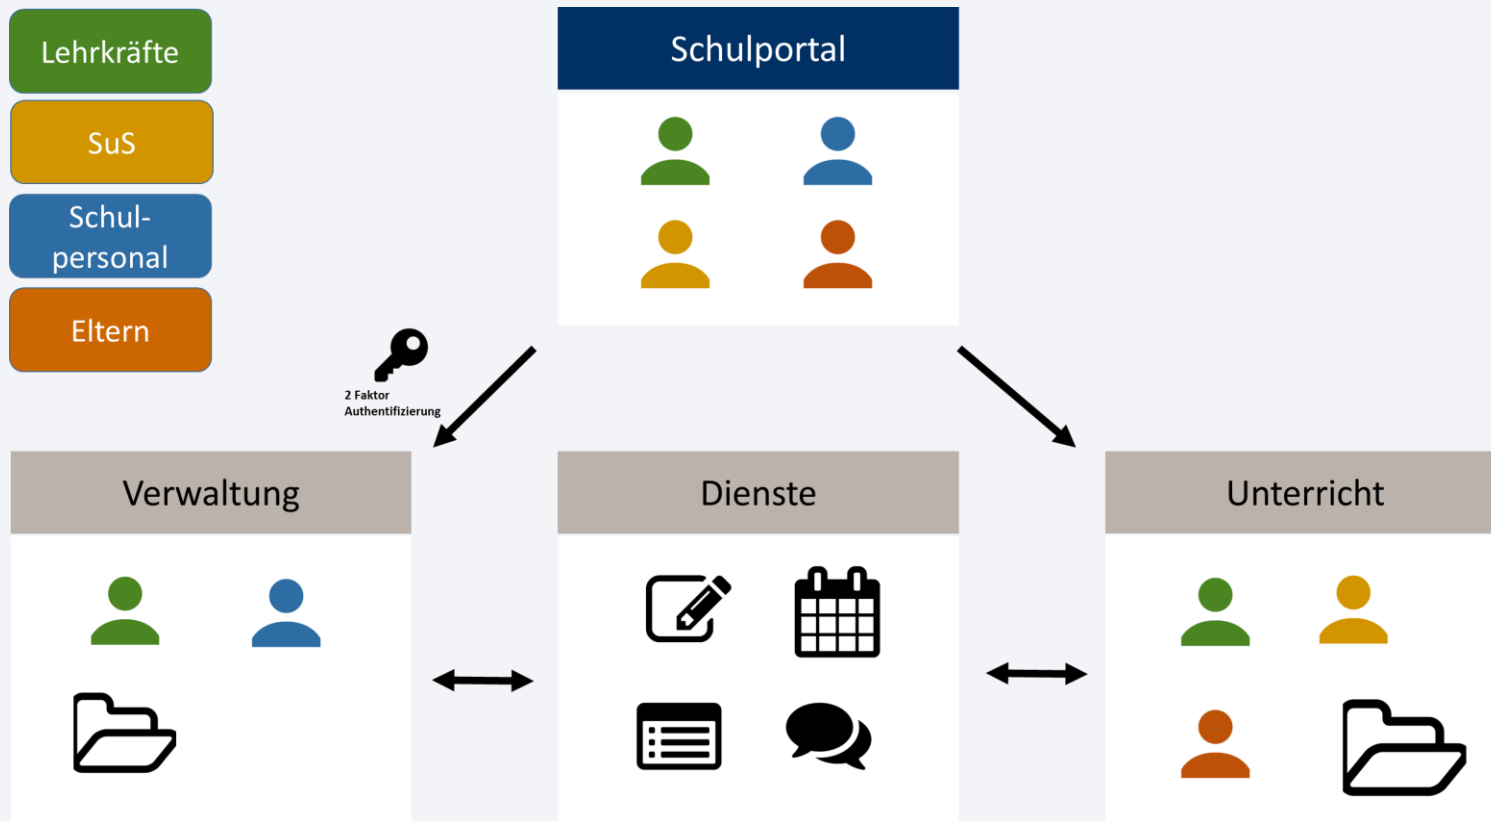 Lehrkräfte
SuS
Schul-
personal
Eltern
Schulportal
2 Faktor
Authentifizierung
Verwaltung
Dienste
Unterricht